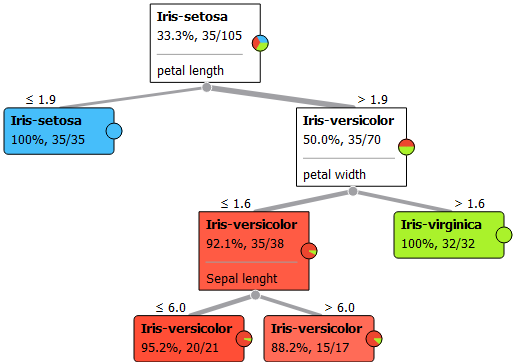 Iris-setosa
33.3%, 35/105
petal length
≤ 1.9
> 1.9
Iris-setosa
100%, 35/35
Iris-versicolor
50.0%, 35/70
petal width
≤ 1.6
> 1.6
Iris-versicolor
92.1%, 35/38
Sepal lenght
Iris-virginica
100%, 32/32
≤ 6.0
> 6.0
Iris-versicolor
95.2%, 20/21
Iris-versicolor
88.2%, 15/17